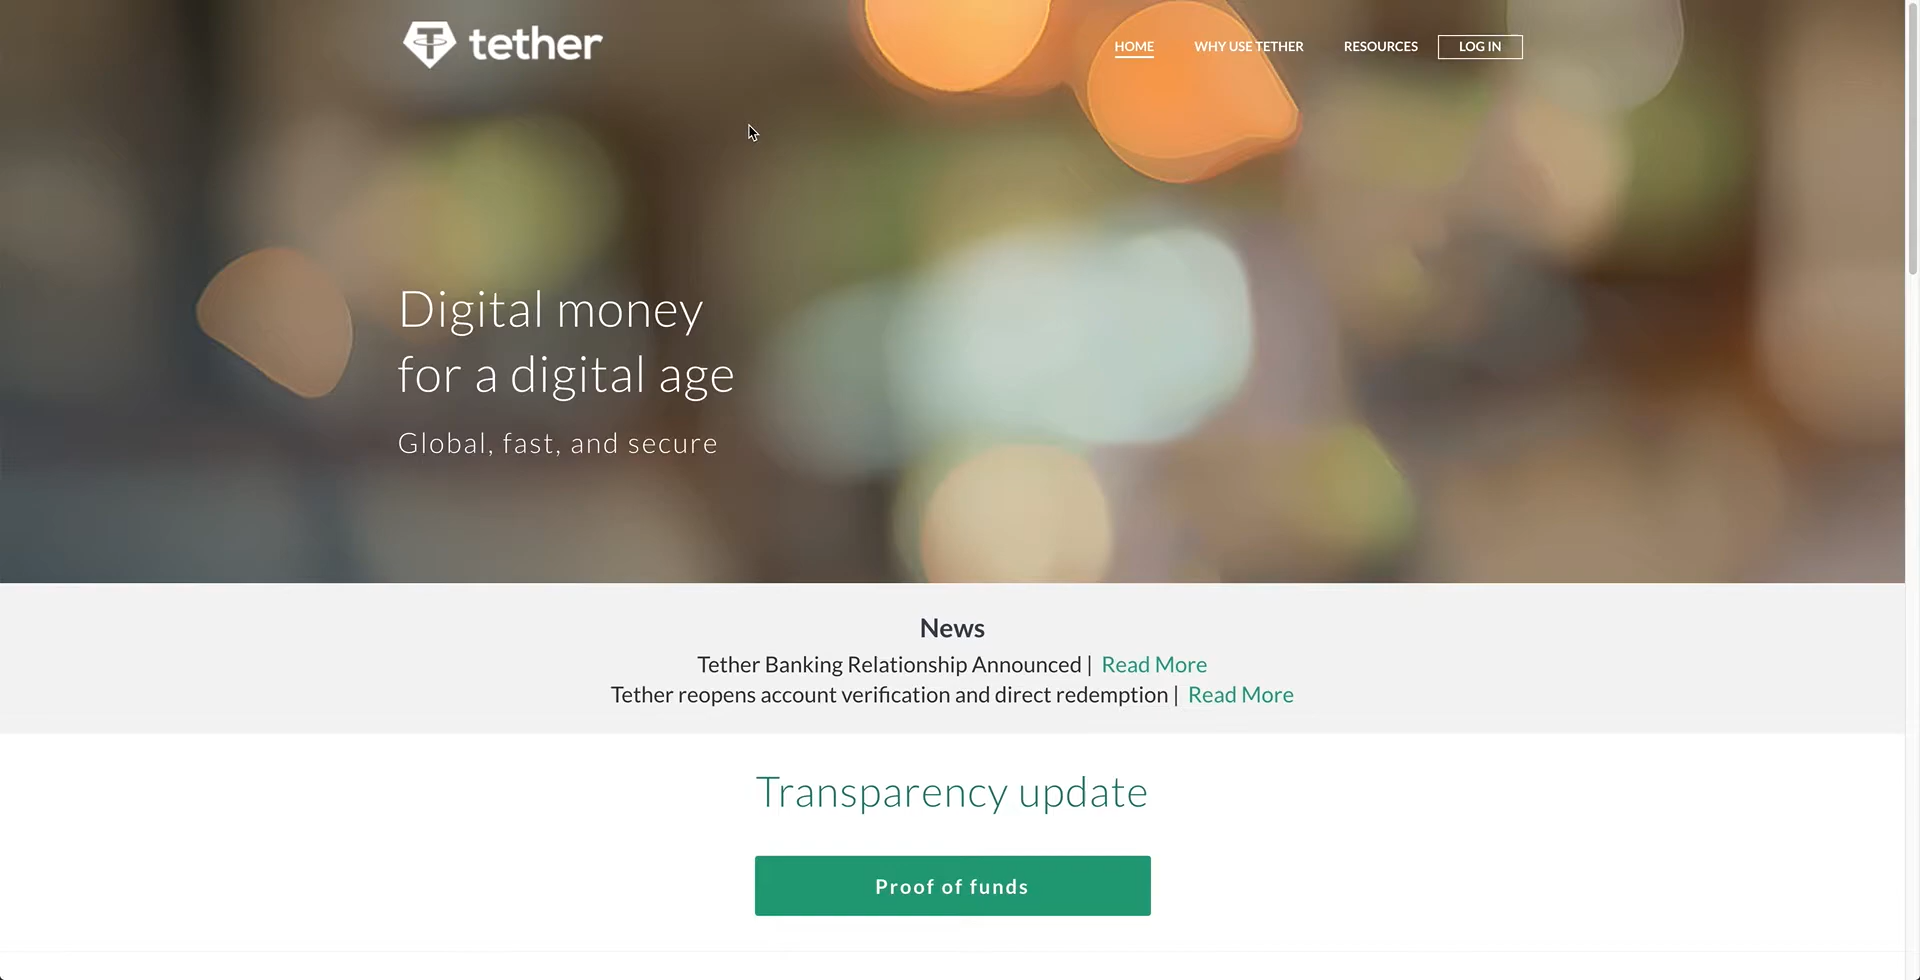 tether
HOME WHY USE TETHER RESOURCES LOG IN
Digital money
for a digital age
Global, fast, and secure
News
Tether Banking Relationship Announced | Read More
Tether reopens account verification and direct redemption | Read More
Transparency update
Proof of funds